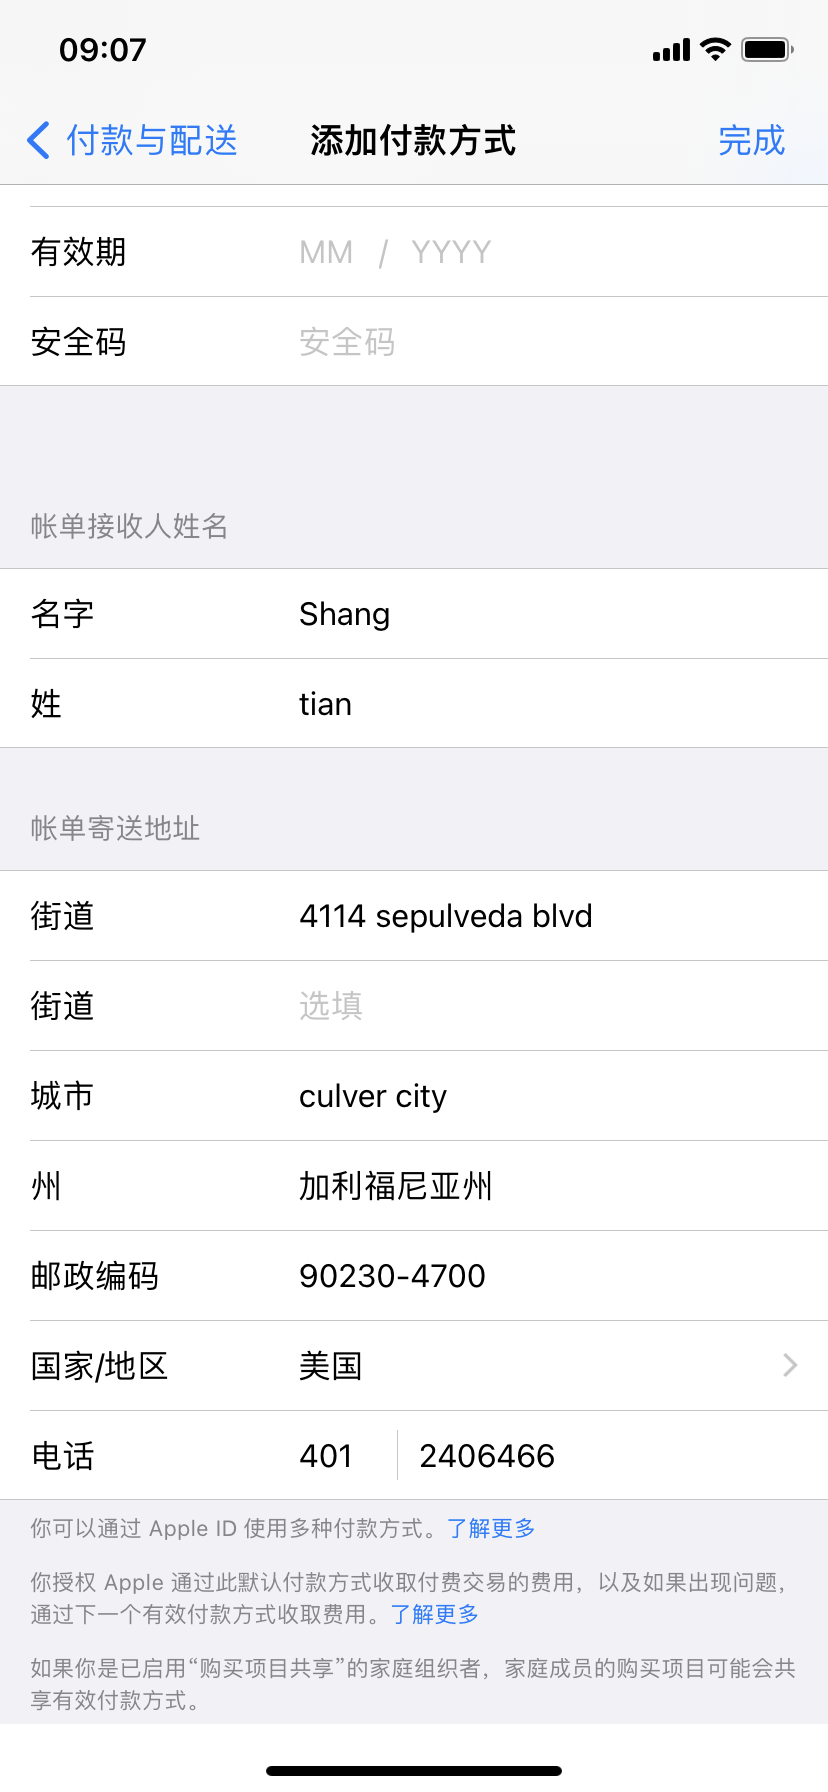 09:07
付款与配送 添加付款方式 完成
有效期 MM / YYYY
安全码 安全码
帐单接收人姓名
名字 Shang
姓 tian
帐单寄送地址
街道 4114 sepulveda blvd
街道 选填
城市 culver city
州 加利福尼亚州
邮政编码 90230-4700
国家/地区 美国
电话 401 2406466
你可以通过 Apple ID 使用多种付款方式。了解更多
你授权 Apple 通过此默认付款方式收取付费交易的费用，以及如果出现问题，
通过下一个有效付款方式收取费用。了解更多
如果你是已启用“购买项目共享”的家庭组织者，家庭成员的购买项目可能会共
享有效付款方式。